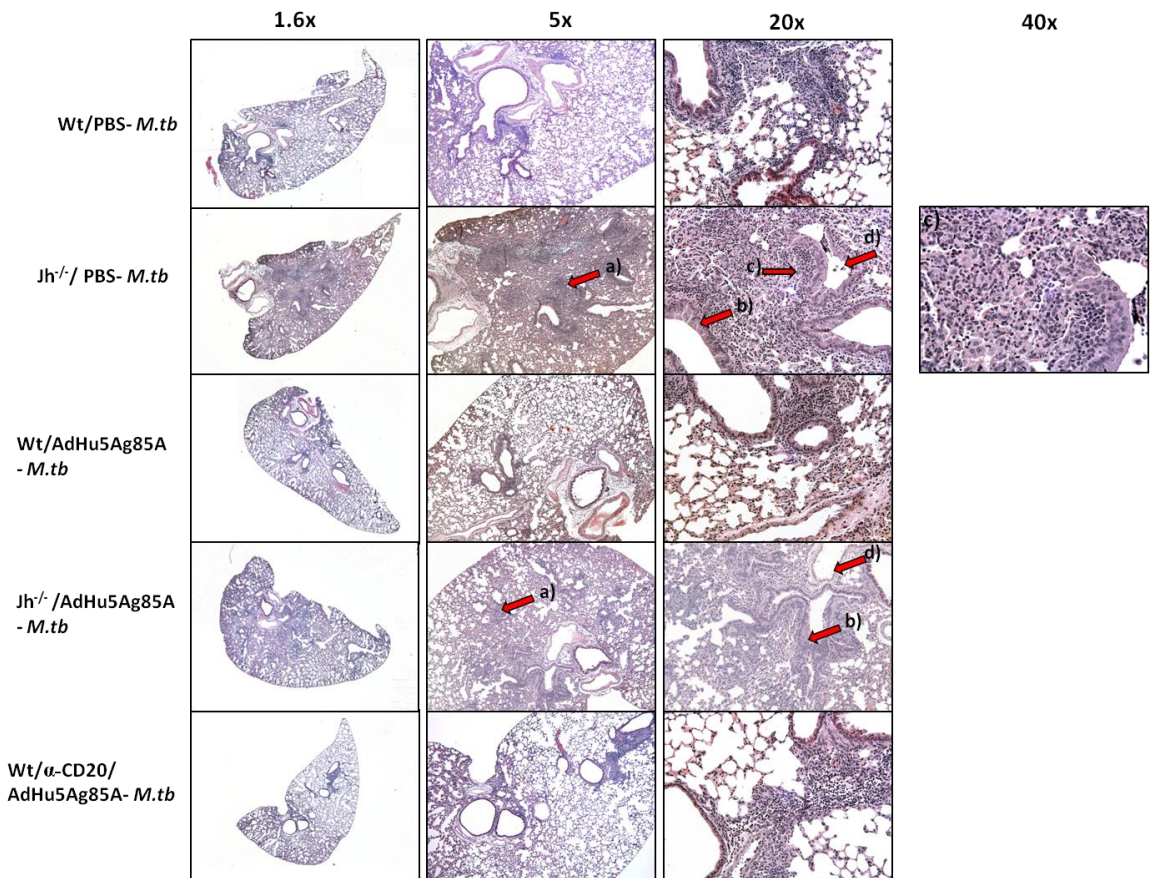 1.6x 5x 20x 40x
Wt/PBS- M.tb
Jh-/-/ PBS- M.tb
a)
b)
c)
d)
c)
Wt/AdHu5Ag85A
- M.tb
Jh-/- /AdHu5Ag85A
- M.tb
a)
d)
b)
Wt/α-CD20/
AdHu5Ag85A- M.tb